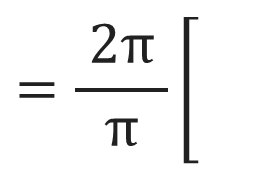 = 2π/π [